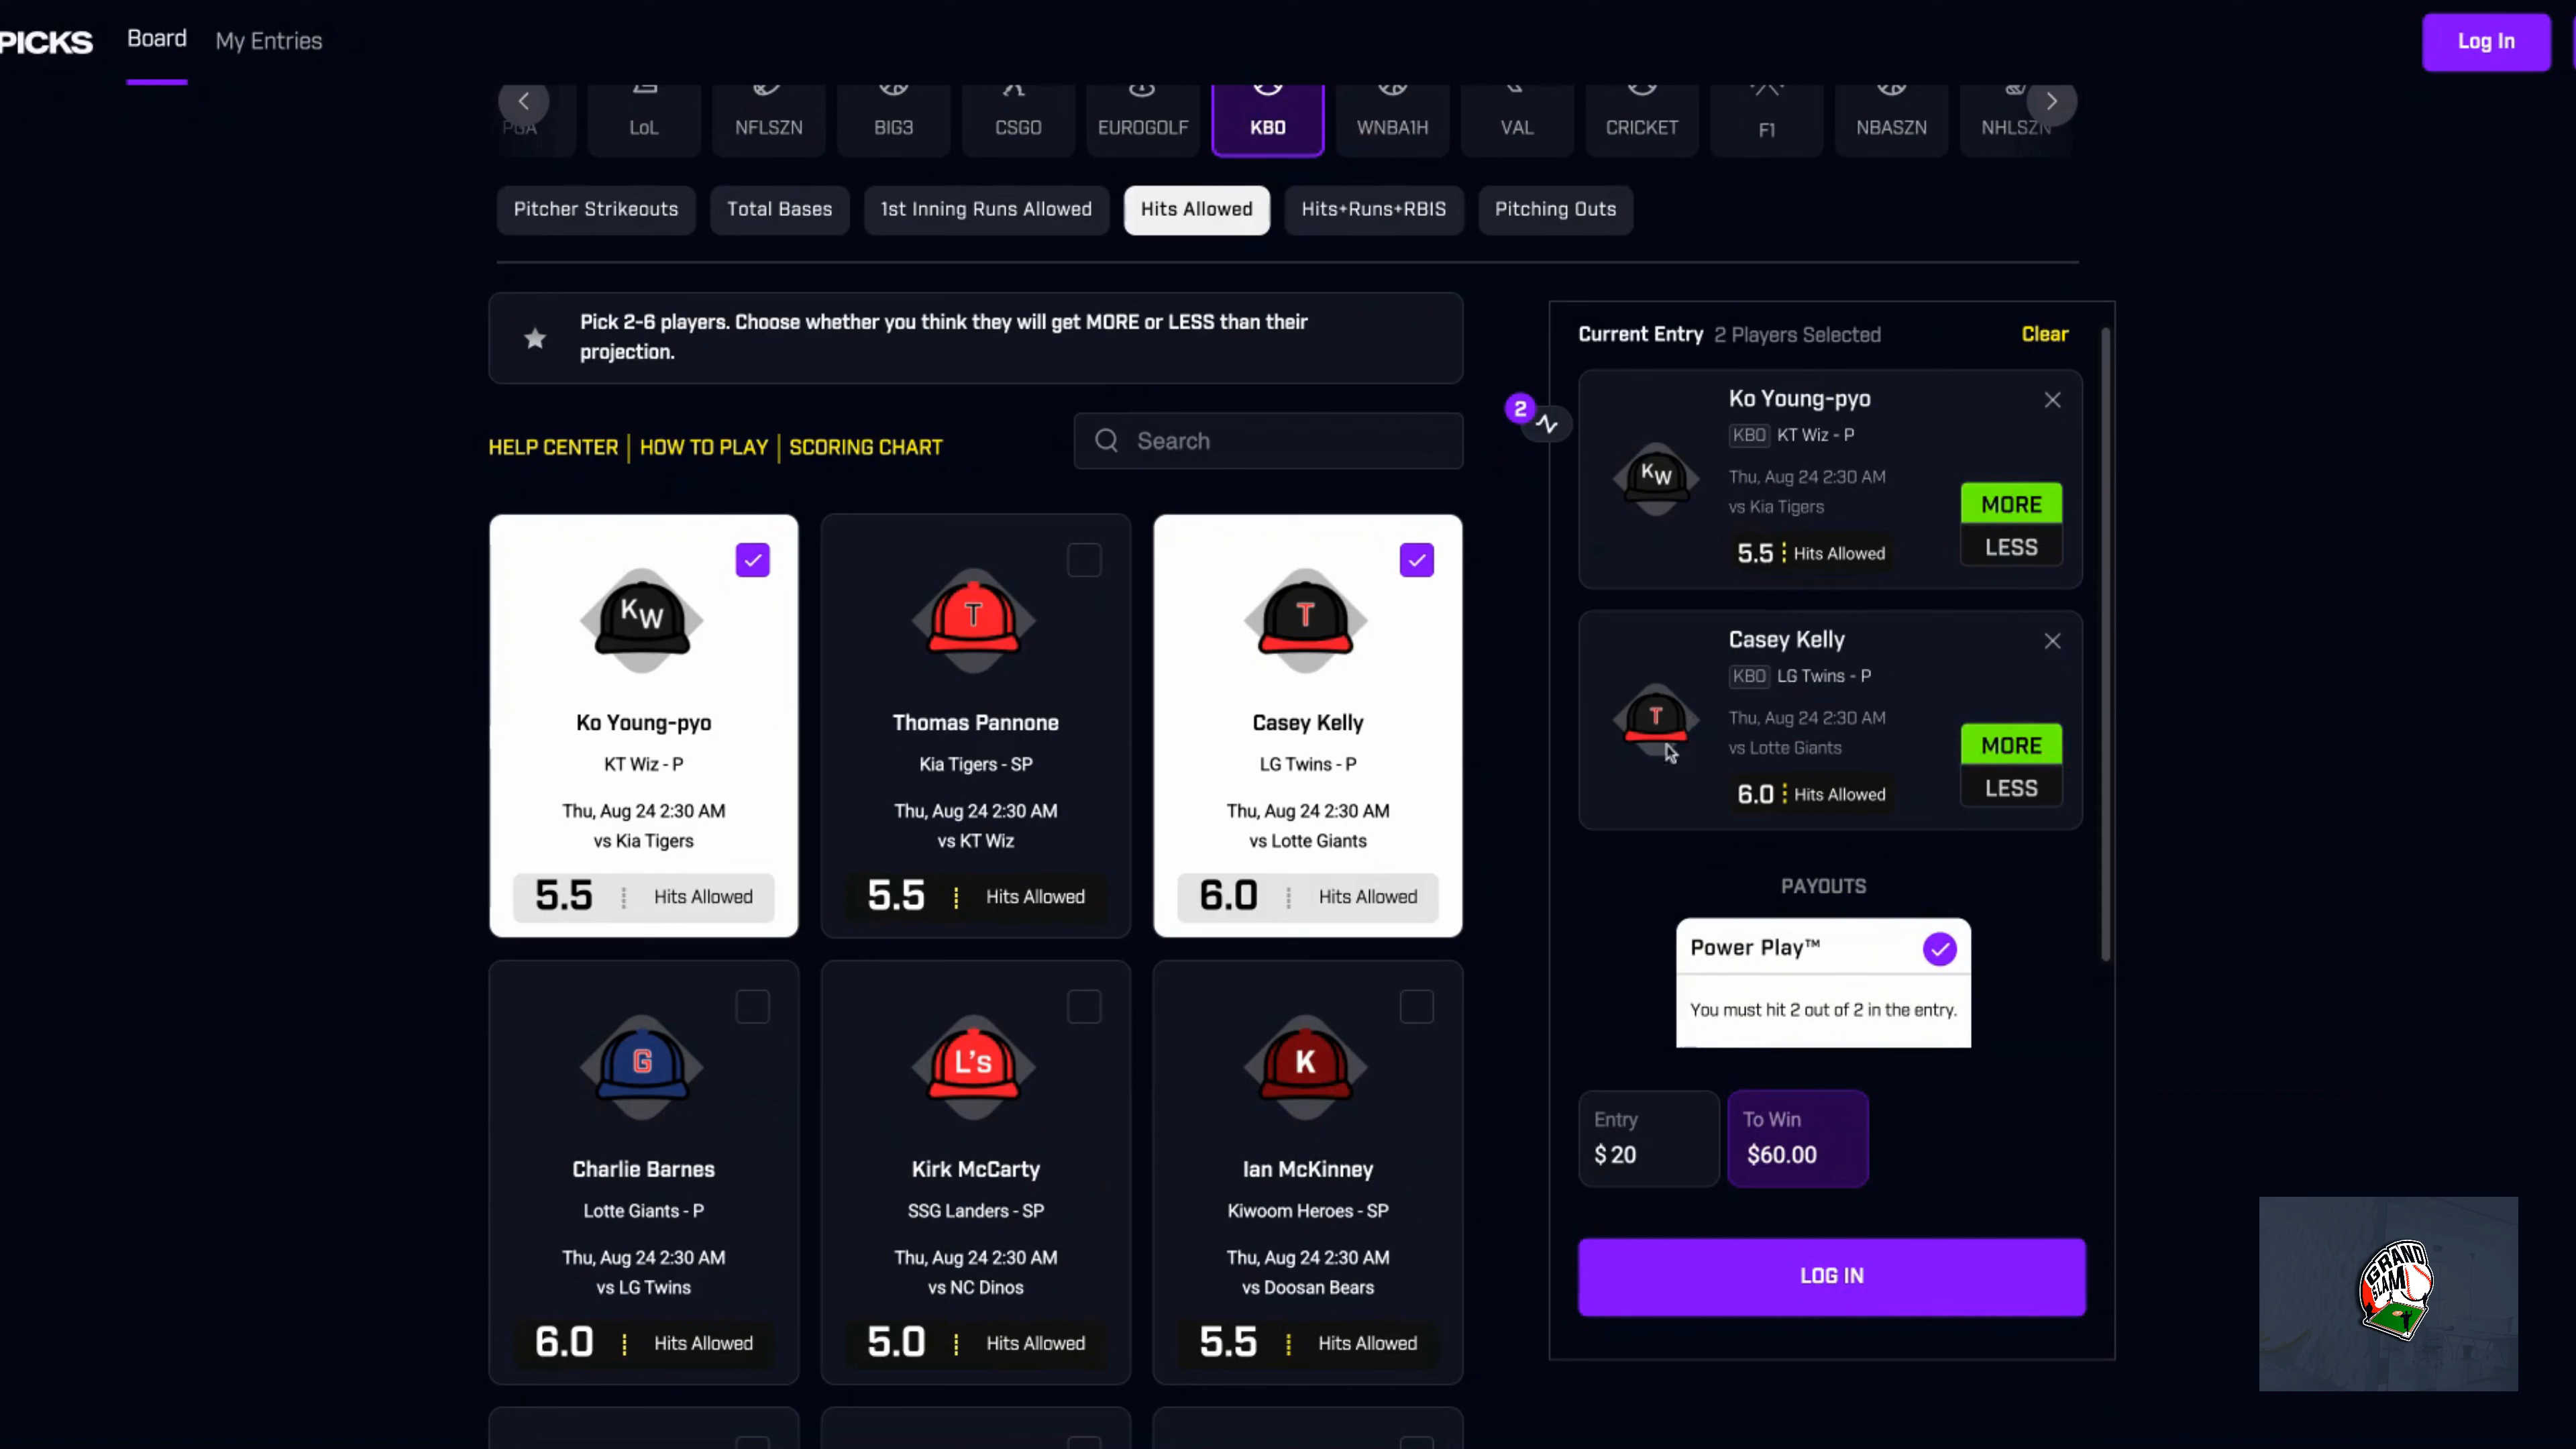 PICKS
Board
My Entries
Log In
PGA
LoL
NFLSZN
BIG3
CSGO
EUROGOLF
KBO
WNBA1H
VAL
CRICKET
F1
NBASZN
NHLSZN
Pitcher Strikeouts
Total Bases
1st Inning Runs Allowed
Hits Allowed
Hits+Runs+RBIS
Pitching Outs
Pick 2-6 players. Choose whether you think they will get MORE or LESS than their
projection.
HELP CENTER | HOW TO PLAY | SCORING CHART
Search
KW
Ko Young-pyo
KT Wiz - P
Thu, Aug 24 2:30 AM
vs Kia Tigers
5.5 Hits Allowed
T
Thomas Pannone
Kia Tigers - SP
Thu, Aug 24 2:30 AM
vs KT Wiz
5.5 Hits Allowed
T
Casey Kelly
LG Twins - P
Thu, Aug 24 2:30 AM
vs Lotte Giants
6.0 Hits Allowed
G
Charlie Barnes
Lotte Giants - P
Thu, Aug 24 2:30 AM
vs LG Twins
6.0 Hits Allowed
L's
Kirk McCarty
SSG Landers - SP
Thu, Aug 24 2:30 AM
vs NC Dinos
5.0 Hits Allowed
K
Ian McKinney
Kiwoom Heroes - SP
Thu, Aug 24 2:30 AM
vs Doosan Bears
5.5 Hits Allowed
2
Current Entry 2 Players Selected
Clear
KW
Ko Young-pyo
KBO KT Wiz - P
Thu, Aug 24 2:30 AM
vs Kia Tigers
5.5 Hits Allowed
MORE
LESS
T
Casey Kelly
KBO LG Twins - P
Thu, Aug 24 2:30 AM
vs Lotte Giants
6.0 Hits Allowed
MORE
LESS
PAYOUTS
Power Play™
You must hit 2 out of 2 in the entry.
Entry
$ 20
To Win
$60.00
LOG IN
GRAND
SLAM